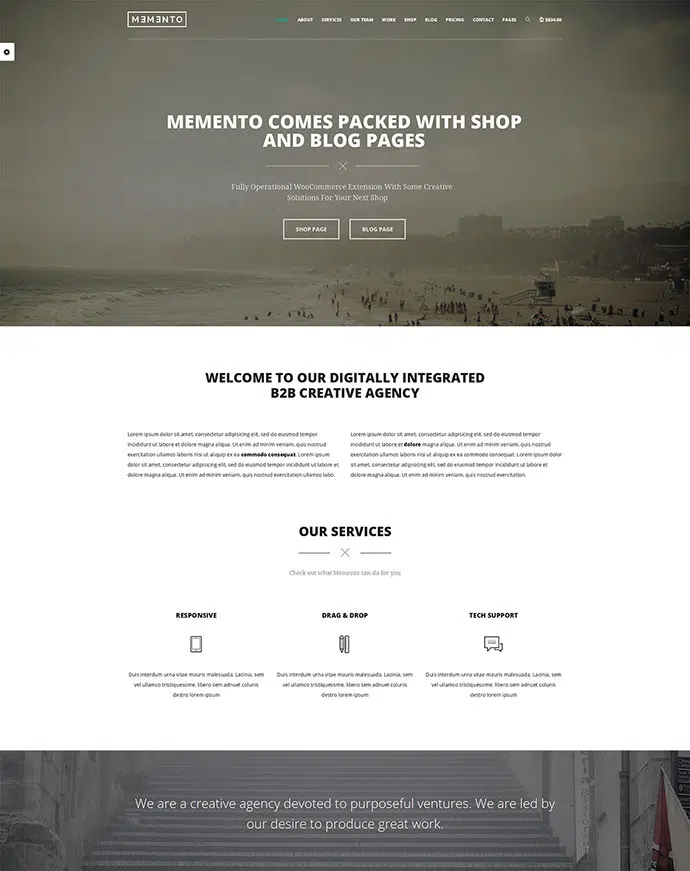 MEMENTO
HOME ABOUT SERVICES OUR TEAM WORK SHOP BLOG PRICING CONTACT PAGES $634.00
MEMENTO COMES PACKED WITH SHOP
AND BLOG PAGES
Fully Operational WooCommerce Extension With Some Creative
Solutions For Your Next Shop
SHOP PAGE BLOG PAGE
WELCOME TO OUR DIGITALLY INTEGRATED
B2B CREATIVE AGENCY
Lorem ipsum dolor sit amet, consectetur adipisicing elit, sed do eiusmod tempor
incididunt ut labore et dolore magna aliqua. Ut enim ad minim veniam, quis nostrud
exercitation ullamco laboris nisi ut aliquip ex ea commodo consequat. Lorem ipsum
dolor sit amet, consectetur adipisicing elit, sed do eiusmod tempor incididunt ut labore et
dolore magna aliqua. Ut enim ad minim veniam, quis nostrud exercitation ullamco labo.
Lorem ipsum dolor sit amet, consectetur adipisicing elit, sed do eiusmod tempor
incididunt ut labore et dolore magna aliqua. Ut enim ad minim veniam, quis nostrud
exercitation ullamco laboris nisi ut aliquip ex ea commodo consequat. Lorem ipsum dolor
sit amet, consectetur adipisicing elit, sed do eiusmod tempor incididunt ut labore et
dolore magna aliqua. Ut enim ad minim veniam, quis nostrud exercitation.
OUR SERVICES
Check out what Memento can do for you
RESPONSIVE
DRAG & DROP
TECH SUPPORT
Duis interdum urna vitae mauris malesuada. Lacinia, sem
vel ullamco tristiquesome, libero sem adnuet colunis
destro lorem ipsum
Duis interdum urna vitae mauris malesuada. Lacinia, sem
vel ullamco tristiquesome, libero sem adnuet colunis
destro lorem ipsum
Duis interdum urna vitae mauris malesuada. Lacinia, sem
vel ullamco tristiquesome, libero sem adnuet colunis
destro lorem ipsum
We are a creative agency devoted to purposeful ventures. We are led by
our desire to produce great work.